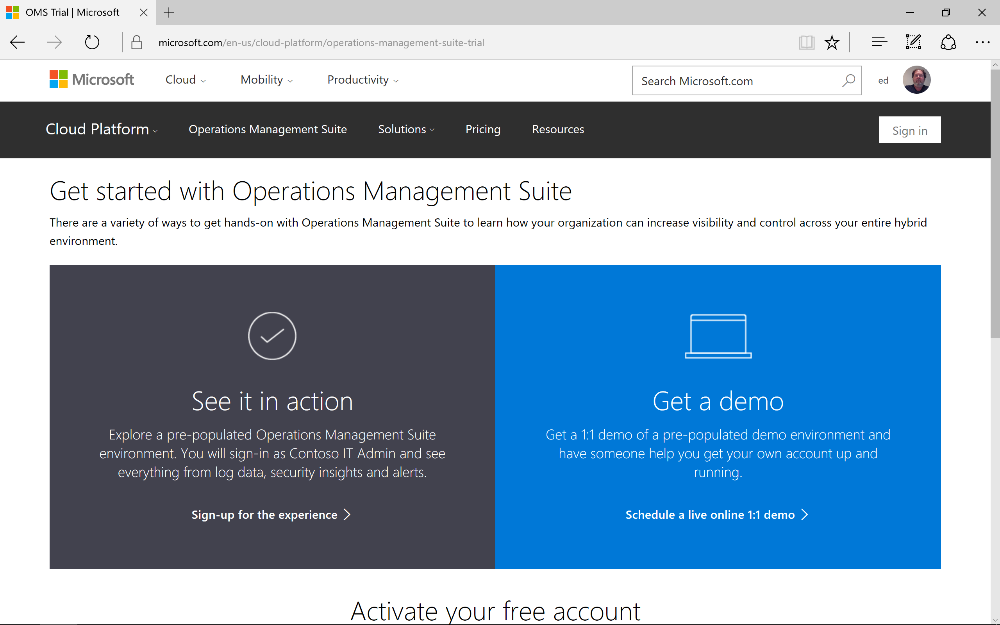 OMS Trial | Microsoft
microsoft.com/en-us/cloud-platform/operations-management-suite-trial
Microsoft
Cloud
Mobility
Productivity
Search Microsoft.com
ed
Cloud Platform
Operations Management Suite
Solutions
Pricing
Resources
Sign in
Get started with Operations Management Suite
There are a variety of ways to get hands-on with Operations Management Suite to learn how your organization can increase visibility and control across your entire hybrid
environment.
See it in action
Explore a pre-populated Operations Management Suite
environment. You will sign-in as Contoso IT Admin and see
everything from log data, security insights and alerts.
Sign-up for the experience
Get a demo
Get a 1:1 demo of a pre-populated demo environment and
have someone help you get your own account up and
running.
Schedule a live online 1:1 demo
Activate your free account